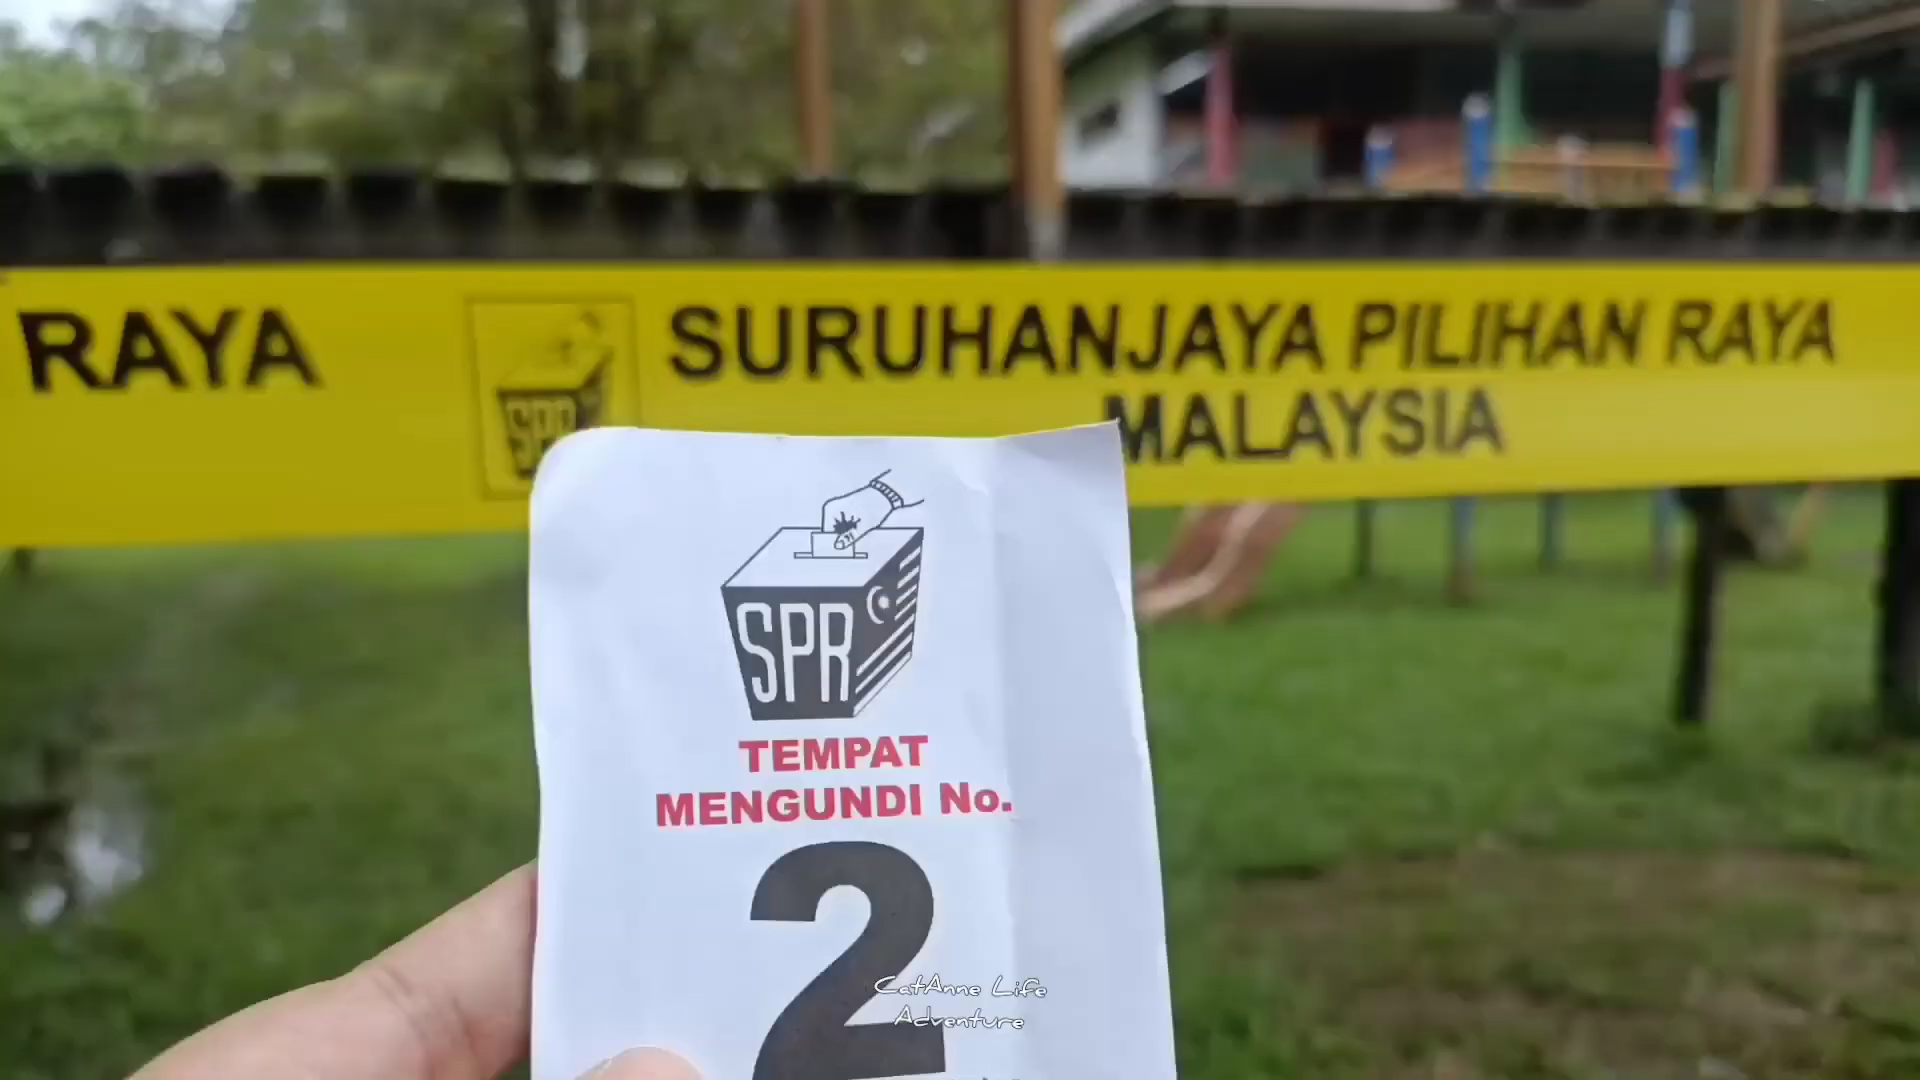 RAYA
SURUHANJAYA PILIHAN RAYA
MALAYSIA
SPR
SPR
TEMPAT
MENGUNDI No.
2
CatAnne Life
Adventure